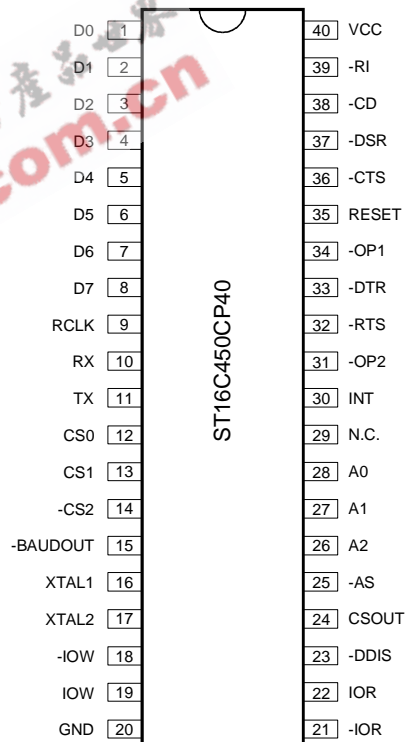 D0 1 40 VCC
D1 2 39 -RI
D2 3 38 -CD
D3 4 37 -DSR
D4 5 36 -CTS
D5 6 35 RESET
D6 7 34 -OP1
D7 8 33 -DTR
RCLK 9 32 -RTS
RX 10 31 -OP2
TX 11 30 INT
CS0 12 29 N.C.
CS1 13 28 A0
-CS2 14 27 A1
-BAUDOUT 15 26 A2
XTAL1 16 25 -AS
XTAL2 17 24 CSOUT
-IOW 18 23 -DDIS
IOW 19 22 IOR
GND 20 21 -IOR
ST16C450CP40
com.cn